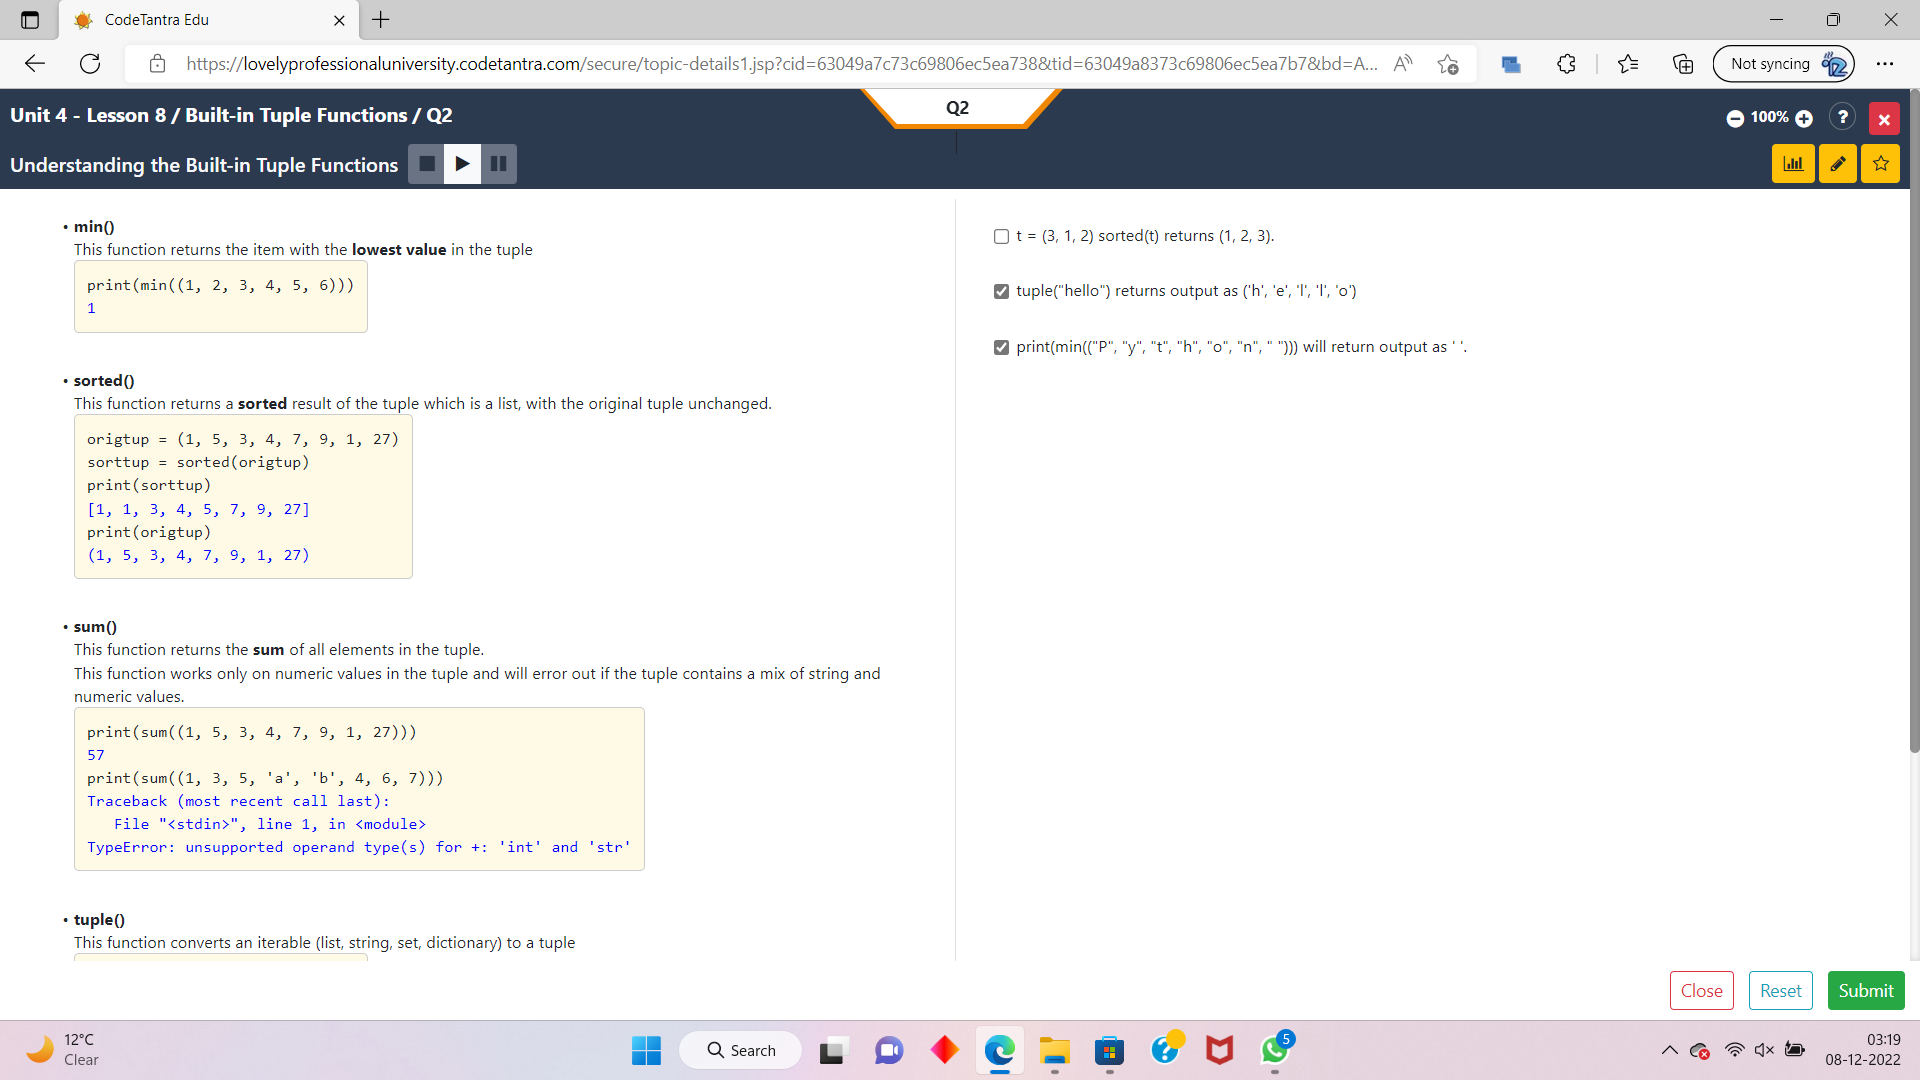 CodeTantra Edu
https://lovelyprofessionaluniversity.codetantra.com/secure/topic-details1.jsp?cid=63049a7c73c69806ec5ea738&tid=63049a8373c69806ec5ea7b7&bd=A...
Not syncing
Unit 4 - Lesson 8 / Built-in Tuple Functions / Q2
Q2
100%
?
Understanding the Built-in Tuple Functions
• min()
This function returns the item with the lowest value in the tuple
print(min((1, 2, 3, 4, 5, 6)))
1
• sorted()
This function returns a sorted result of the tuple which is a list, with the original tuple unchanged.
origtup = (1, 5, 3, 4, 7, 9, 1, 27)
sorttup = sorted(origtup)
print(sorttup)
[1, 1, 3, 4, 5, 7, 9, 27]
print(origtup)
(1, 5, 3, 4, 7, 9, 1, 27)
• sum()
This function returns the sum of all elements in the tuple.
This function works only on numeric values in the tuple and will error out if the tuple contains a mix of string and
numeric values.
print(sum((1, 5, 3, 4, 7, 9, 1, 27)))
57
print(sum((1, 3, 5, 'a', 'b', 4, 6, 7)))
Traceback (most recent call last):
File "<stdin>", line 1, in <module>
TypeError: unsupported operand type(s) for +: 'int' and 'str'
• tuple()
This function converts an iterable (list, string, set, dictionary) to a tuple
t = (3, 1, 2) sorted(t) returns (1, 2, 3).
tuple("hello") returns output as ('h', 'e', 'l', 'l', 'o')
print(min(("P", "y", "t", "h", "o", "n", " "))) will return output as ' '.
Close
Reset
Submit
12°C
Clear
Search
5
03:19
08-12-2022